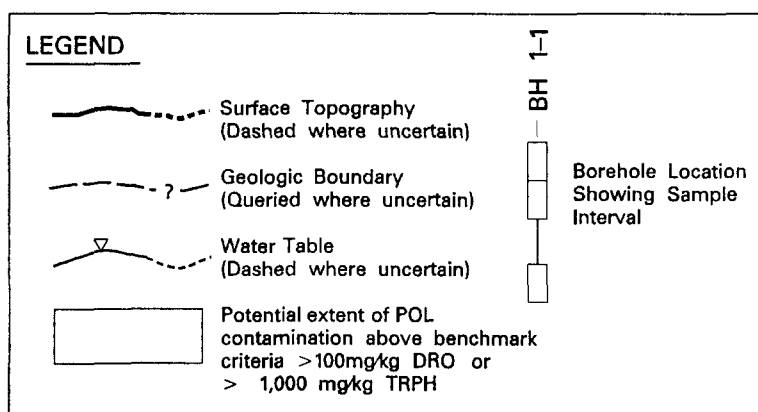 LEGEND
Surface Topography
(Dashed where uncertain)
?
Geologic Boundary
(Queried where uncertain)
Water Table
(Dashed where uncertain)
Potential extent of POL
contamination above benchmark
criteria >100mg/kg DRO or
> 1,000 mg/kg TRPH
BH 1-1
Borehole Location
Showing Sample
Interval